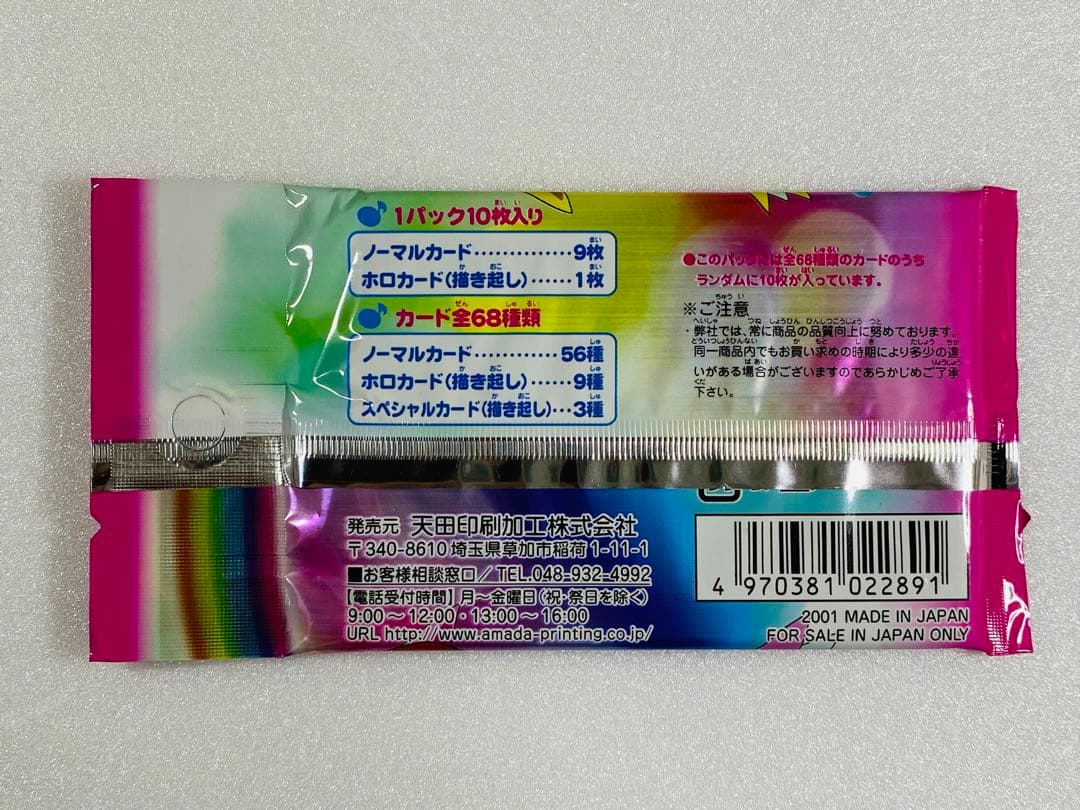 1パック10枚入り
ノーマルカード··············9枚
ホロカード(描き起し)······1枚
カード全68種類
ノーマルカード··········56種
ホロカード(描き起し)······9種
スペシャルカード(描き起し)···3種
●このパックには全68種類のカードのうち
ランダムに10枚が入っています。
※ご注意
・弊社では、常に商品の品質向上に努めております。
同一商品内でもお買い求めの時期により多少の違
いがある場合がございますのであらかじめご了承
下さい。
発売元 天田印刷加工株式会社
〒340-8610 埼玉県草加市稲荷1-11-1
■お客様相談窓口/TEL.048-932-4992
【電話受付時間】月〜金曜日(祝・祭日を除く)
9:00〜12:00・13:00〜16:00
URL http://www.amada-printing.co.jp/
4 970381 022891
2001 MADE IN JAPAN
FOR SALE IN JAPAN ONLY